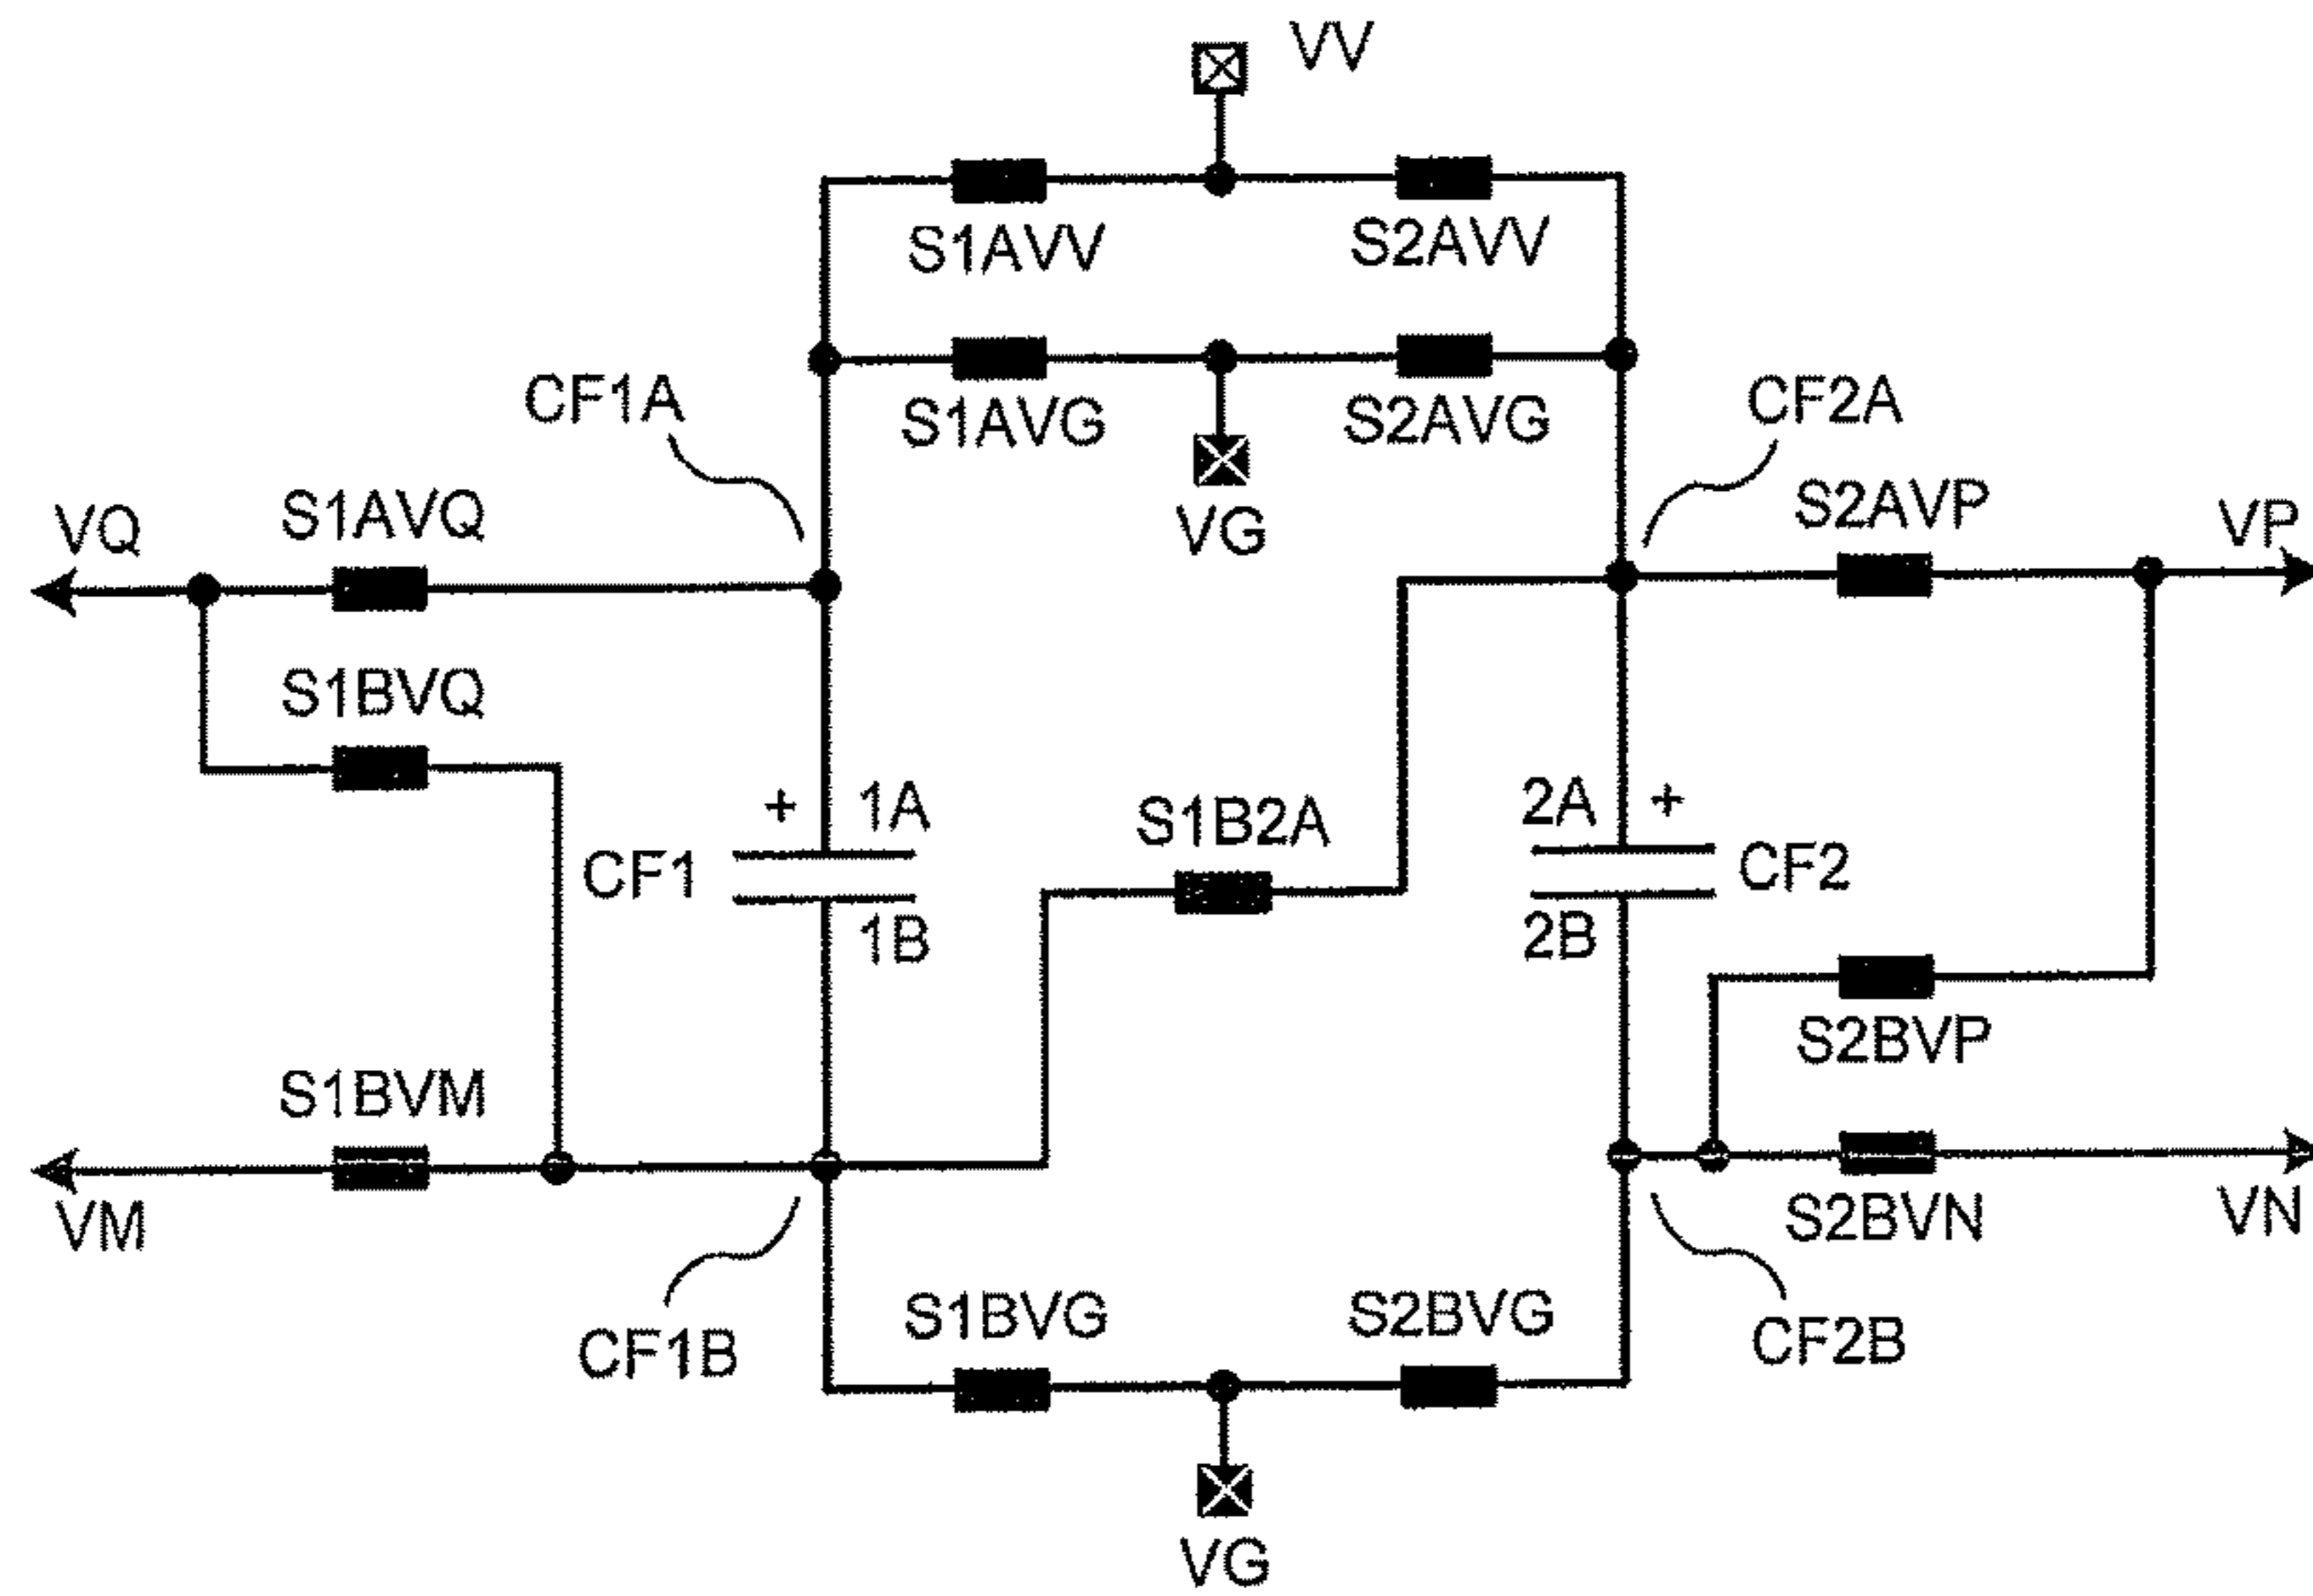 VV
S1AVV
S2AVV
CF1A
S1AVG
S2AVG
CF2A
VQ
S1AVQ
VG
S2AVP
VP
S1BVQ
+
1A
S1B2A
2A
+
CF1
CF2
1B
2B
S2BVP
S1BVM
VM
S2BVN
VN
CF1B
S1BVG
S2BVG
CF2B
VG